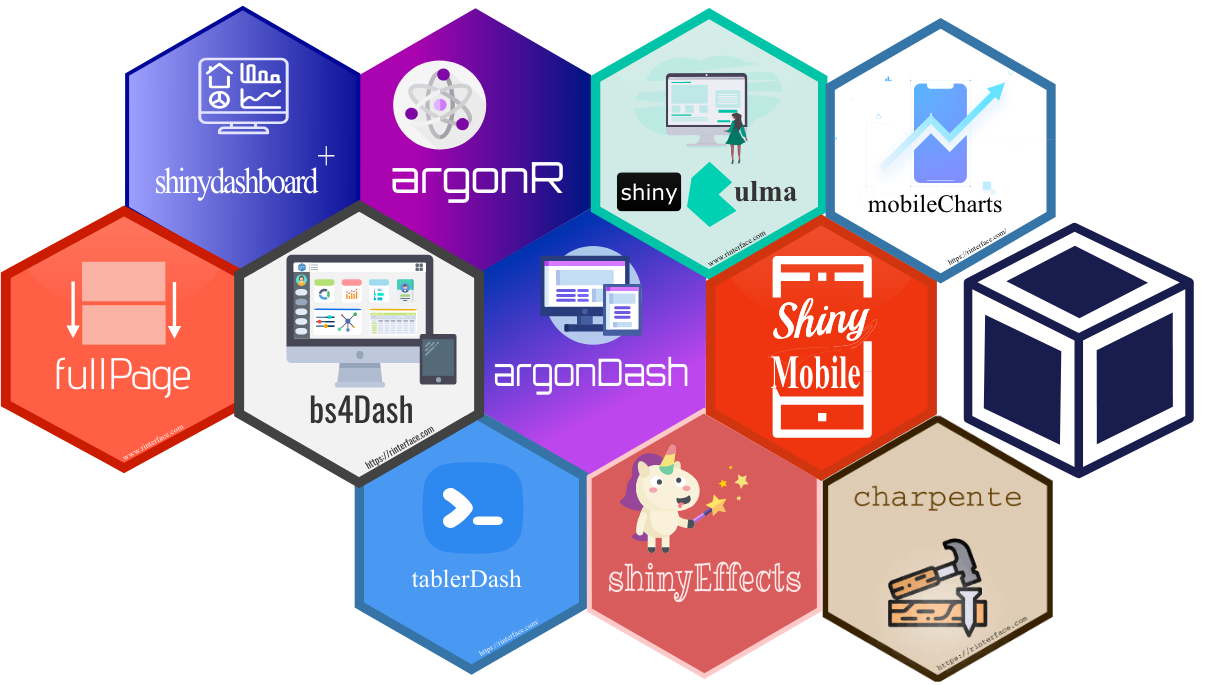 shinydashboard+
argonR
shiny
ulma
www.rinterface.com
mobileCharts
https://rinterface.com/
fullPage
www.rinterface.com
bs4Dash
https://rinterface.com
argonDash
Shiny
Mobile
tablerDash
https://rinterface.com/
shinyEffects
charpente
https://rinterface.com